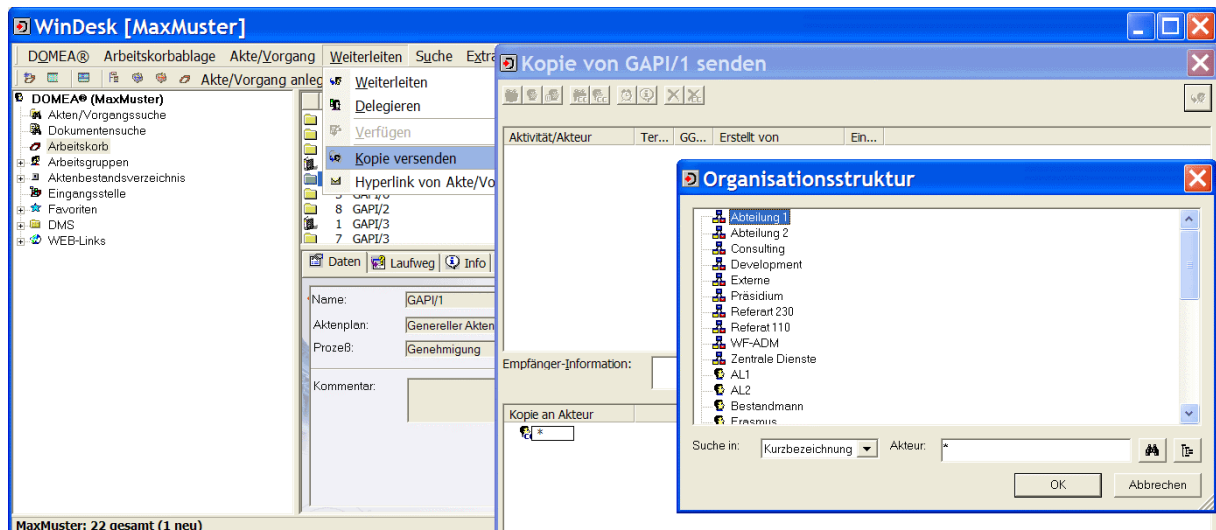 WinDesk [MaxMuster]
DOMEA® Arbeitskorbablage Akte/Vorgang Weiterleiten Suche Extra
Akte/Vorgang anleg
DOMEA® (MaxMuster)
Akten/Vorgangssuche
Dokumentensuche
Arbeitskorb
Arbeitsgruppen
Aktenbestandsverzeichnis
Eingangsstelle
Favoriten
DMS
WEB-Links
Weiterleiten
Delegieren
Verfügen
Kopie versenden
Hyperlink von Akte/Vo
8 GAPI/2
1 GAPI/3
7 GAPI/3
Daten Laufweg Info
Name: GAPI/1
Aktenplan: Genereller Akten
Prozeß: Genehmigung
Kommentar:
MaxMuster: 22 gesamt (1 neu)
Kopie von GAPI/1 senden
Aktivität/Akteur Ter... GG... Erstellt von Ein...
Empfänger-Information:
Kopie an Akteur
*
Organisationsstruktur
Abteilung 1
Abteilung 2
Consulting
Development
Externe
Präsidium
Referart 230
Referat 110
WF-ADM
Zentrale Dienste
AL1
AL2
Bestandmann
Erasmus
Suche in: Kurzbezeichnung Akteur: *
OK Abbrechen